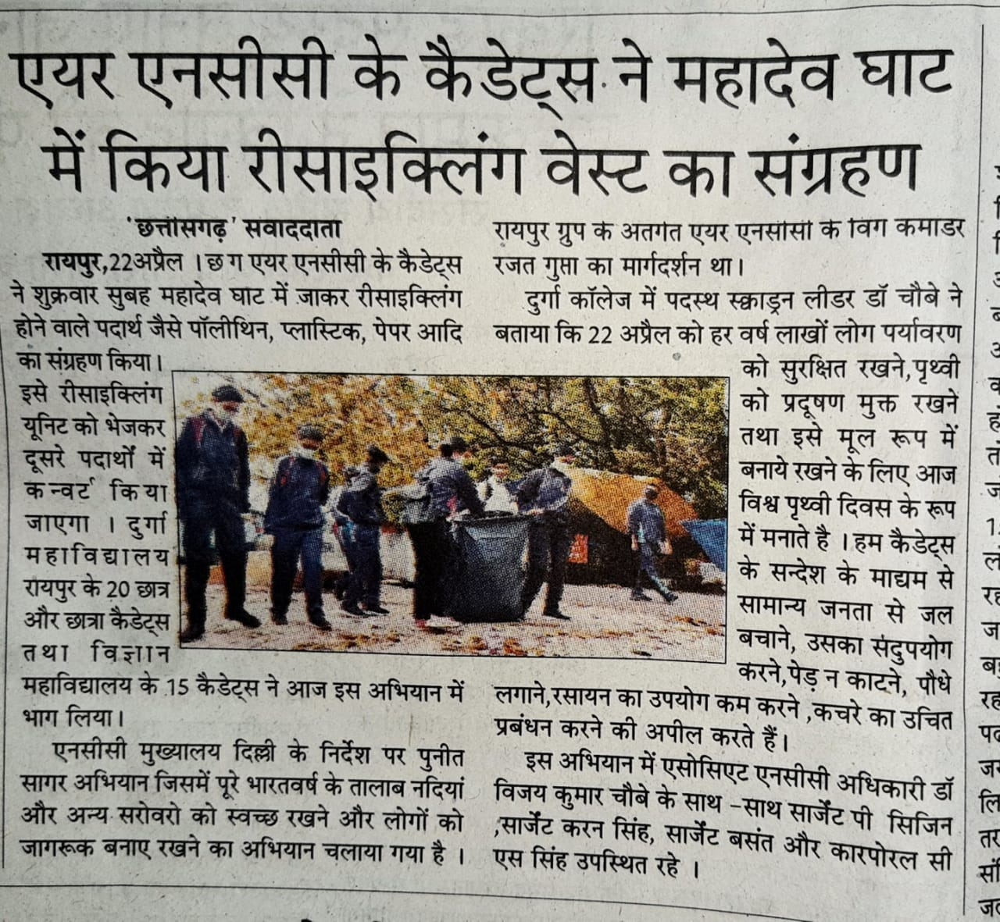 एयर एनसीसी के कैडेट्स ने महादेव घाट
में किया रीसाइक्लिंग वेस्ट का संग्रहण
'छत्तीसगढ़' संवाददाता
रायपुर,22अप्रैल । छ ग एयर एनसीसी के कैडेट्स
ने शुक्रवार सुबह महादेव घाट में जाकर रीसाइक्लिंग
होने वाले पदार्थ जैसे पॉलीथिन, प्लास्टिक, पेपर आदि
का संग्रहण किया।
इसे रीसाइक्लिंग
यूनिट को भेजकर
दूसरे पदार्थों में
कन्वर्ट किया
जाएगा । दुर्गा
महाविद्यालय
रायपुर के 20 छात्र
और छात्रा कैडेट्स
तथा विज्ञान
महाविद्यालय के 15 कैडेट्स ने आज इस अभियान में
भाग लिया।
एनसीसी मुख्यालय दिल्ली के निर्देश पर पुनीत
सागर अभियान जिसमें पूरे भारतवर्ष के तालाब नदियां
और अन्य सरोवरो को स्वच्छ रखने और लोगों को
जागरूक बनाए रखने का अभियान चलाया गया है ।
रायपुर ग्रुप के अंतर्गत एयर एनसीसी के विंग कमांडर
रजत गुप्ता का मार्गदर्शन था।
दुर्गा कॉलेज में पदस्थ स्क्वाड्रन लीडर डॉ चौबे ने
बताया कि 22 अप्रैल को हर वर्ष लाखों लोग पर्यावरण
को सुरक्षित रखने,पृथ्वी
को प्रदूषण मुक्त रखने
तथा इसे मूल रूप में
बनाये रखने के लिए आज
विश्व पृथ्वी दिवस के रूप
में मनाते है । हम कैडेट्स
के सन्देश के माद्यम से
सामान्य जनता से जल
बचाने, उसका संदुपयोग
करने,पेड़ न काटने, पौधे
लगाने,रसायन का उपयोग कम करने ,कचरे का उचित
प्रबंधन करने की अपील करते हैं।
इस अभियान में एसोसिएट एनसीसी अधिकारी डॉ
विजय कुमार चौबे के साथ –साथ सार्जेंट पी सिजिन
,सार्जेंट करन सिंह, सार्जेंट बसंत और कारपोरल सी
एस सिंह उपस्थित रहे ।